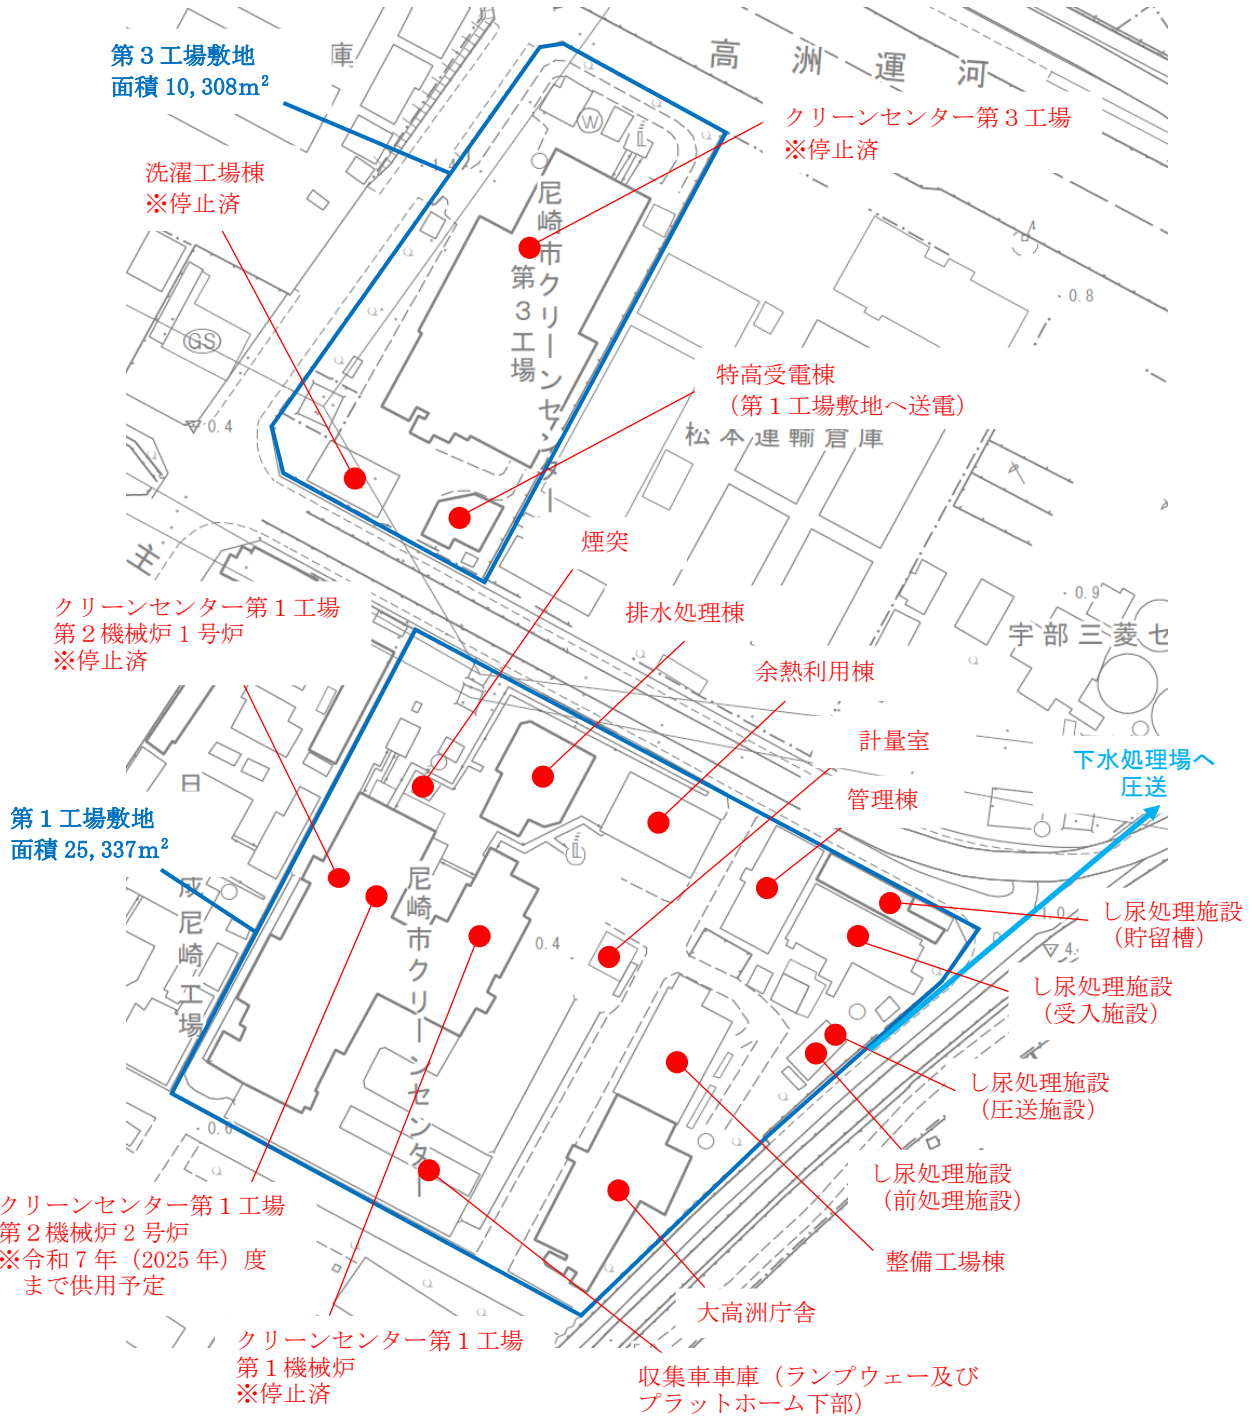 第３工場敷地
面積 10,308m²
庫
高洲運河
クリーンセンター第３工場
※停止済
洗濯工場棟
※停止済
W
1.4
尼崎市クリーンセンター
第３工場
GS
0.8
0.4
特高受電棟
（第１工場敷地へ送電）
松本運輸倉庫
主
煙突
クリーンセンター第１工場
第２機械炉１号炉
※停止済
排水処理棟
0.9
宇部三菱セ
余熱利用棟
計量室
下水処理場へ
圧送
管理棟
日
第１工場敷地
面積 25,337m²
成尼崎工場
尼崎市クリーンセンター
0.4
1.0
し尿処理施設
（貯留槽）
4.
し尿処理施設
（受入施設）
し尿処理施設
（圧送施設）
0.6
し尿処理施設
（前処理施設）
クリーンセンター第１工場
第２機械炉２号炉
※令和７年（2025 年）度
まで供用予定
整備工場棟
大高洲庁舎
クリーンセンター第１工場
第１機械炉
※停止済
収集車車庫（ランプウェー及び
プラットホーム下部）